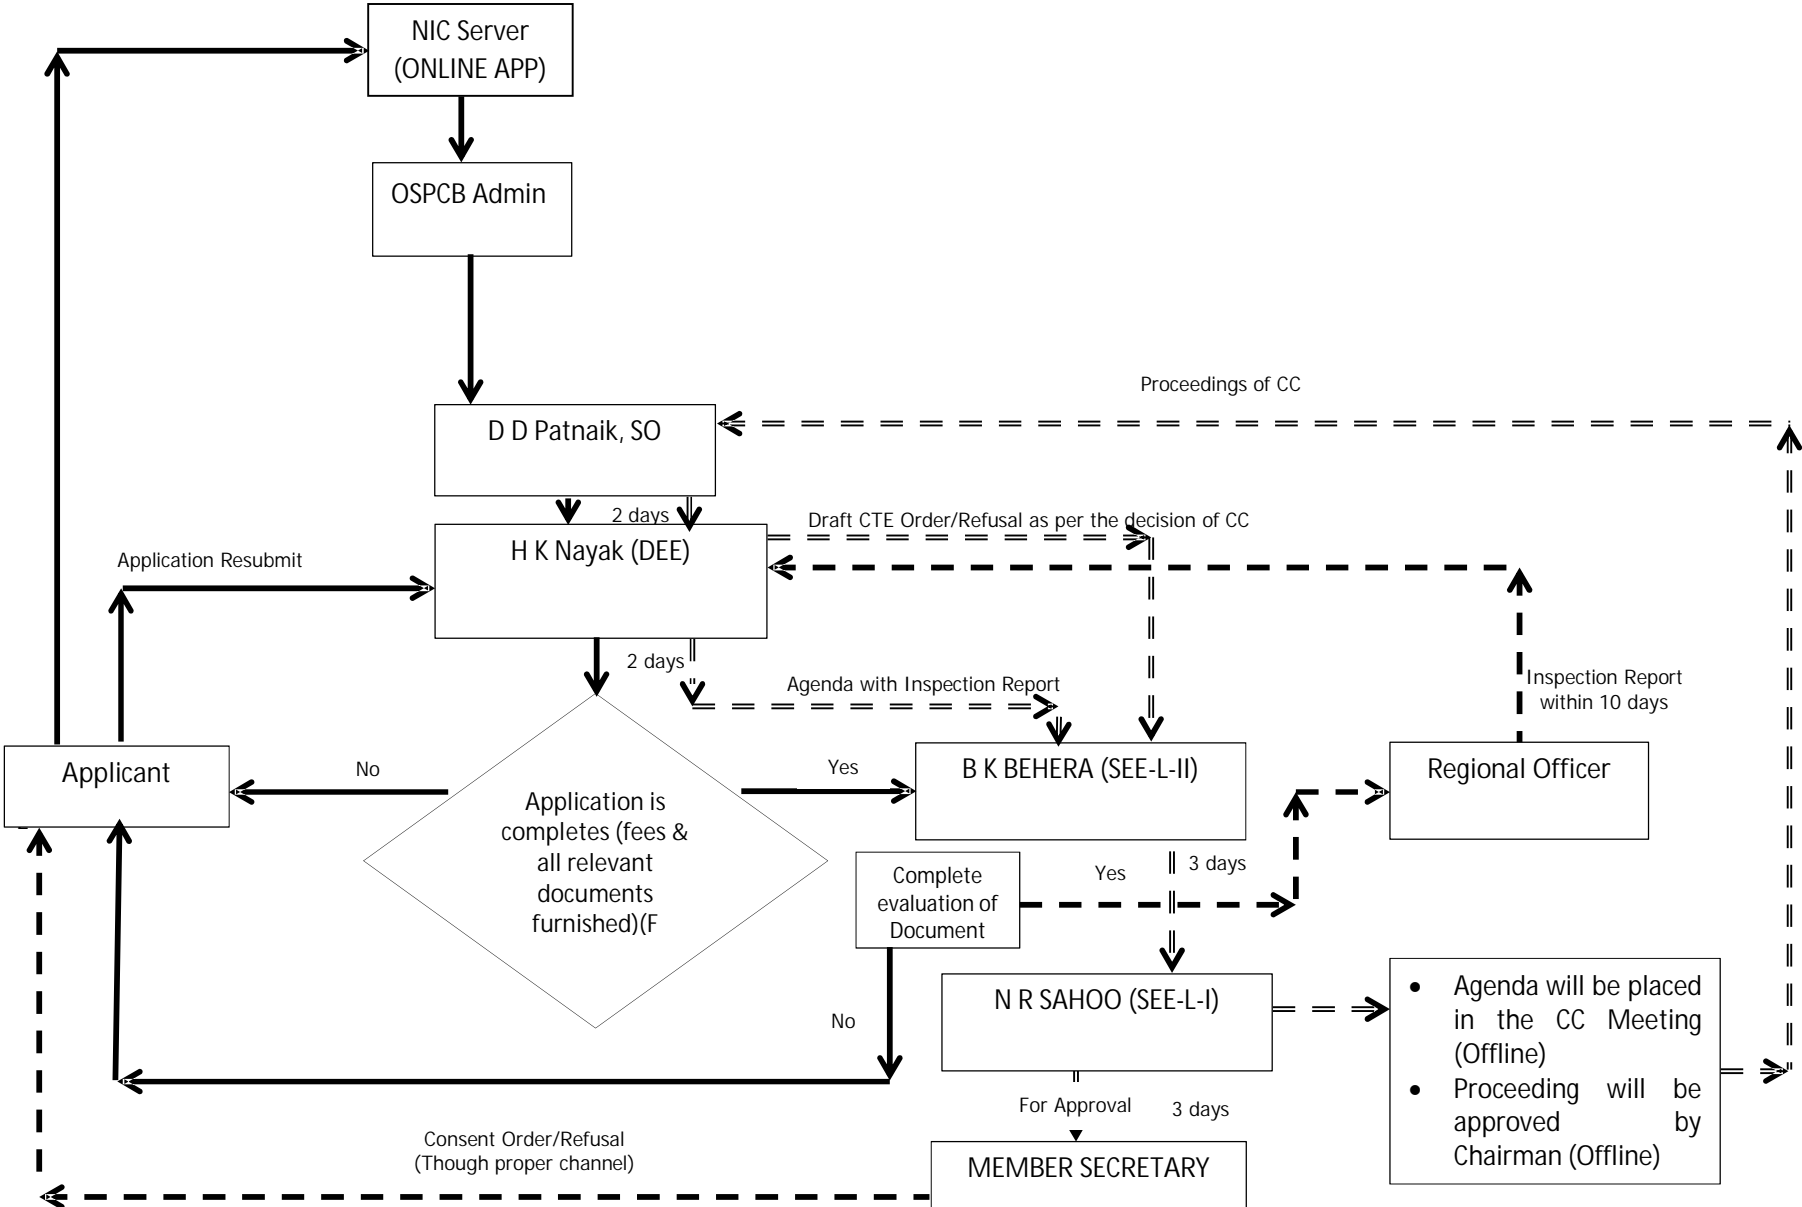 NIC Server
(ONLINE APP)
OSPCB Admin
Proceedings of CC
D D Patnaik, SO
2 days
Draft CTE Order/Refusal as per the decision of CC
H K Nayak (DEE)
Application Resubmit
2 days
Agenda with Inspection Report
Inspection Report
within 10 days
Applicant
No
Yes
B K BEHERA (SEE-L-II)
Regional Officer
Application is
completes (fees &
all relevant
documents
furnished)(F
Complete
evaluation of
Document
Yes
3 days
No
N R SAHOO (SEE-L-I)
• Agenda will be placed
in the CC Meeting
(Offline)
• Proceeding will be
approved by
Chairman (Offline)
For Approval
3 days
Consent Order/Refusal
(Though proper channel)
MEMBER SECRETARY